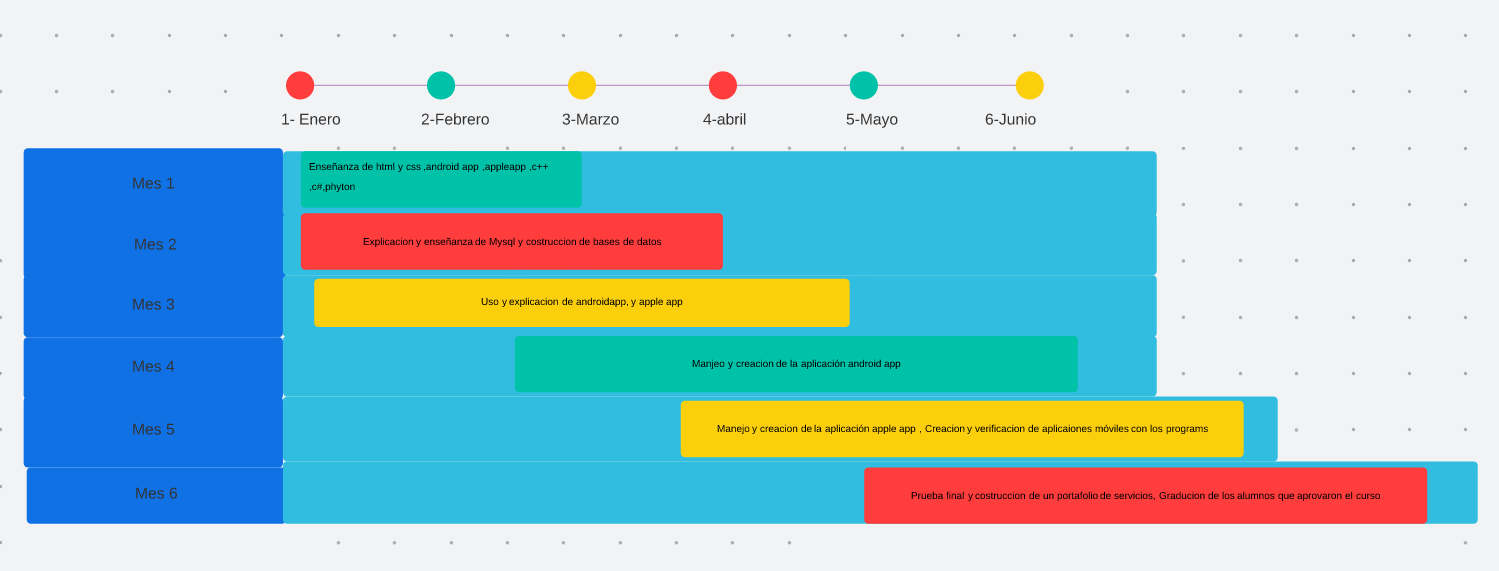 1- Enero
2-Febrero
3-Marzo
4-abril
5-Mayo
6-Junio
Mes 1
Enseñanza de html y css ,android app ,appleapp ,c++
,c#,phyton
Mes 2
Explicacion y enseñanza de Mysql y costruccion de bases de datos
Mes 3
Uso y explicacion de androidapp, y apple app
Mes 4
Manjeo y creacion de la aplicación android app
Mes 5
Manejo y creacion de la aplicación apple app , Creacion y verificacion de aplicaiones móviles con los programs
Mes 6
Prueba final y costruccion de un portafolio de servicios, Graducion de los alumnos que aprovaron el curso